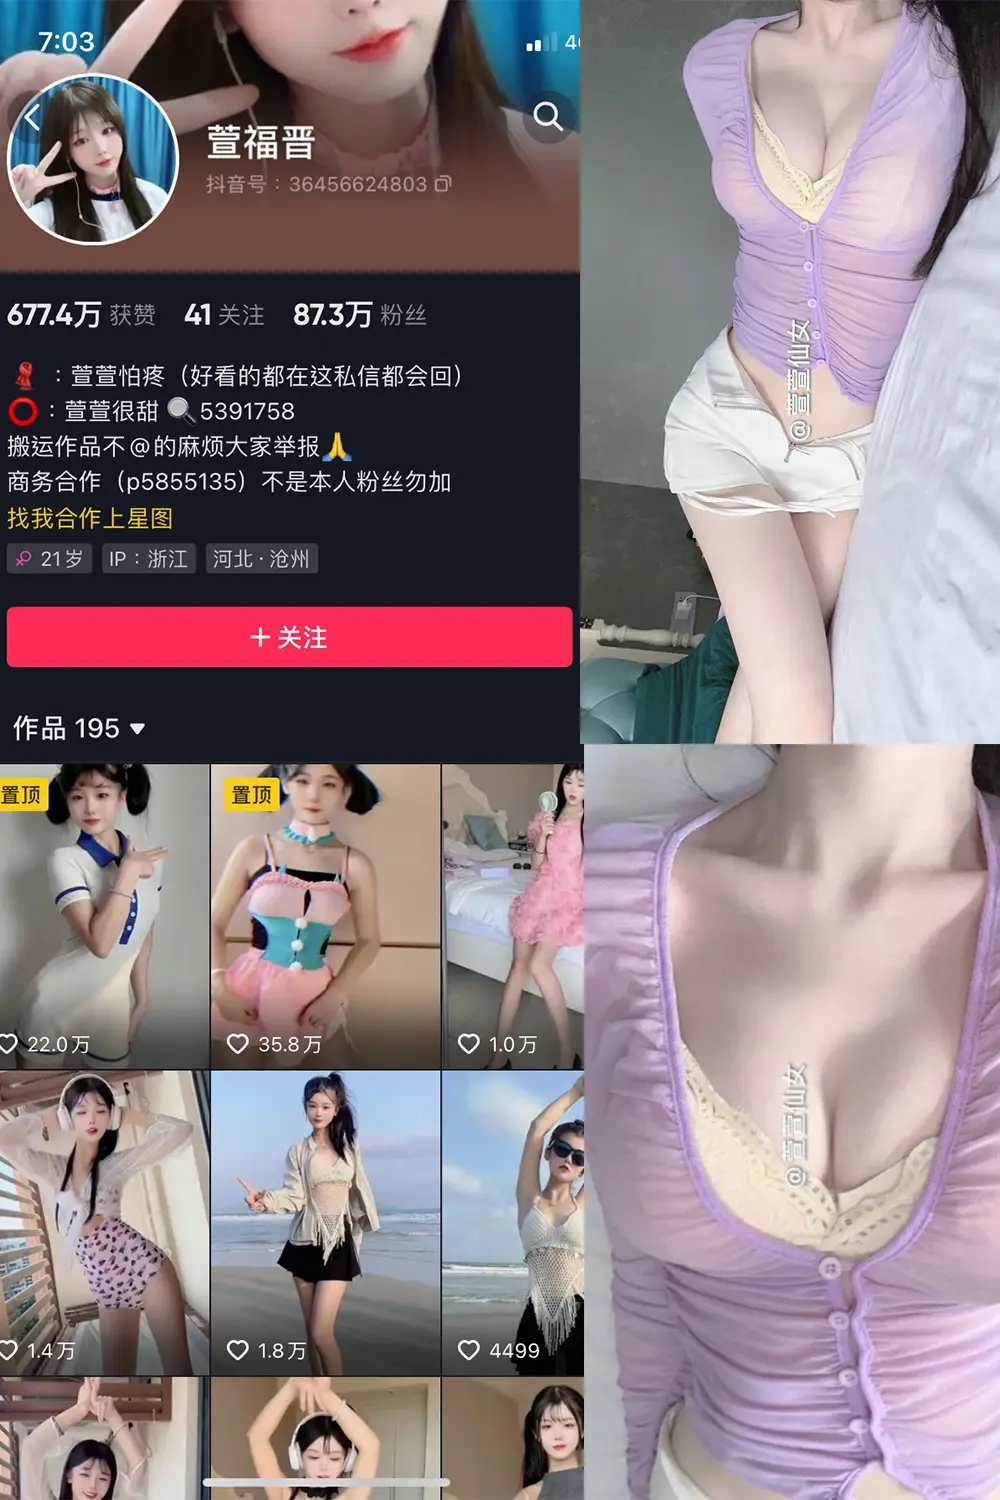 7:03
4G
萱福晋
抖音号：36456624803
677.4万 获赞 41 关注 87.3万 粉丝
：萱萱怕疼（好看的都在这私信都会回）
：萱萱很甜 5391758
搬运作品不@的麻烦大家举报
商务合作（p5855135）不是本人粉丝勿加
找我合作上星图
21岁 IP：浙江 河北·沧州
+ 关注
作品 195
置顶 置顶
22.0万 35.8万 1.0万
1.4万 1.8万 4499
@萱萱仙女
@萱萱仙女